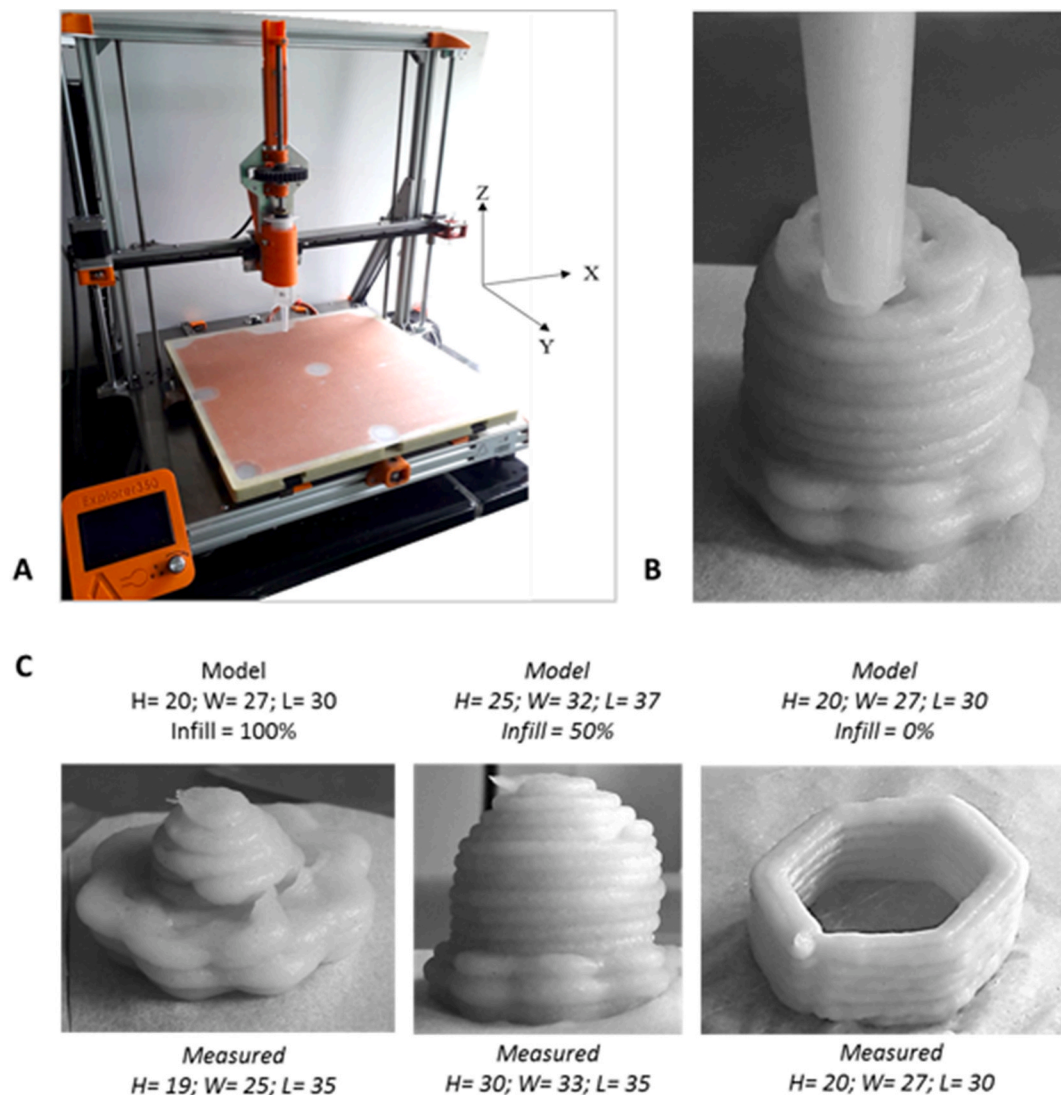 Z
X
Y
Explorer350
A
B
C
Model
H= 20; W= 27; L= 30
Infill = 100%
Model
H= 25; W= 32; L= 37
Infill = 50%
Model
H= 20; W= 27; L= 30
Infill = 0%
Measured
H= 19; W= 25; L= 35
Measured
H= 30; W= 33; L= 35
Measured
H= 20; W= 27; L= 30